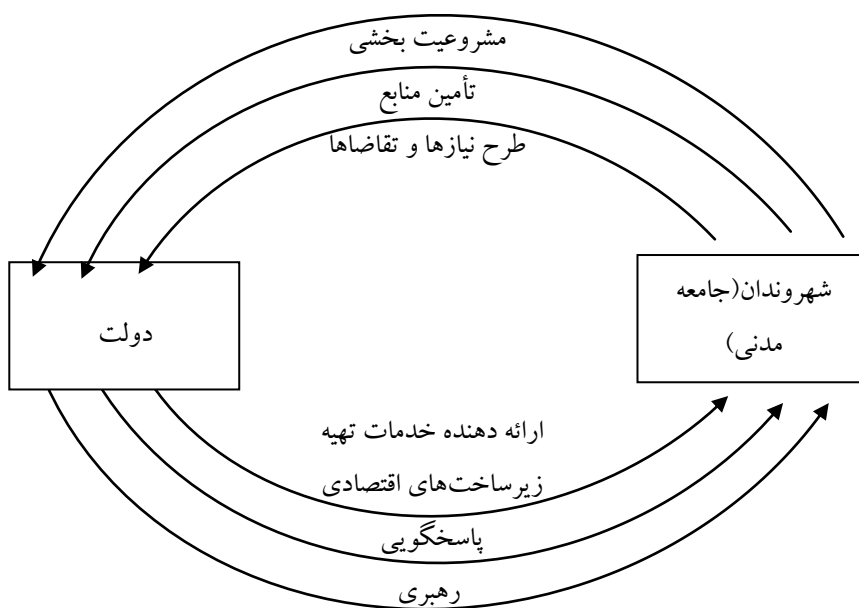 مشروعیت بخشی
تأمین منابع
طرح نیازها و تقاضاها
شهروندان(جامعه
مدنی)
دولت
ارائه دهنده خدمات تهیه
زیرساخت‌های اقتصادی
پاسخگویی
رهبری